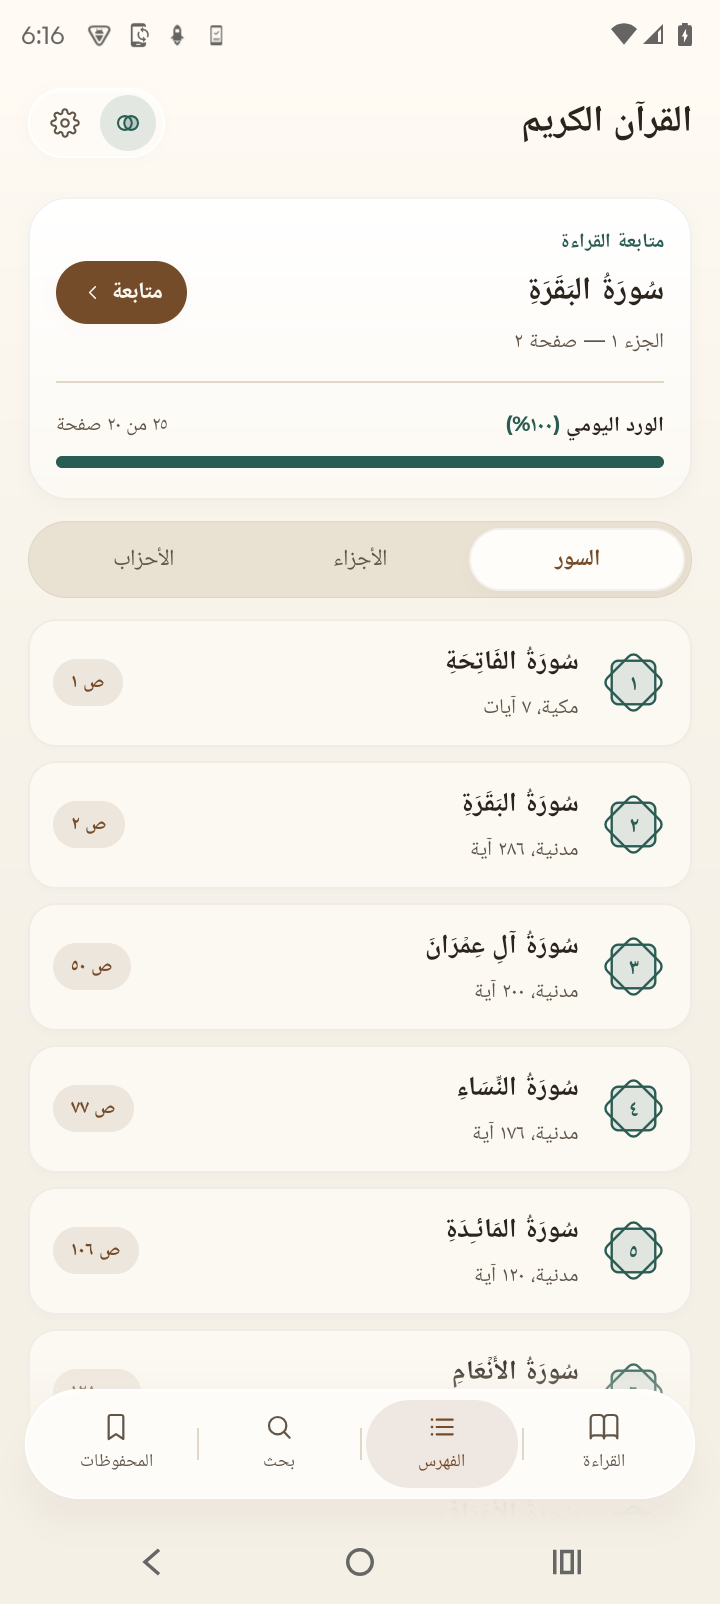 6:16
القرآن الكريم
متابعة القراءة
سُورَةُ البَقَرَةِ
متابعة
الجزء ١ — صفحة ٢
الورد اليومي (١٠٠%)
٢٥ من ٢٠ صفحة
السور
الأجزاء
الأحزاب
١
سُورَةُ الفَاتِحَةِ
مكية، ٧ آيات
ص ١
٢
سُورَةُ البَقَرَةِ
مدنية، ٢٨٦ آية
ص ٢
٣
سُورَةُ آلِ عِمۡرَانَ
مدنية، ٢٠٠ آية
ص ٥٠
٤
سُورَةُ النِّسَاءِ
مدنية، ١٧٦ آية
ص ٧٧
٥
سُورَةُ المَائـِدَةِ
مدنية، ١٢٠ آية
ص ١٠٦
سُورَةُ الأَنۡعَامِ
القراءة
الفهرس
بحث
المحفوظات